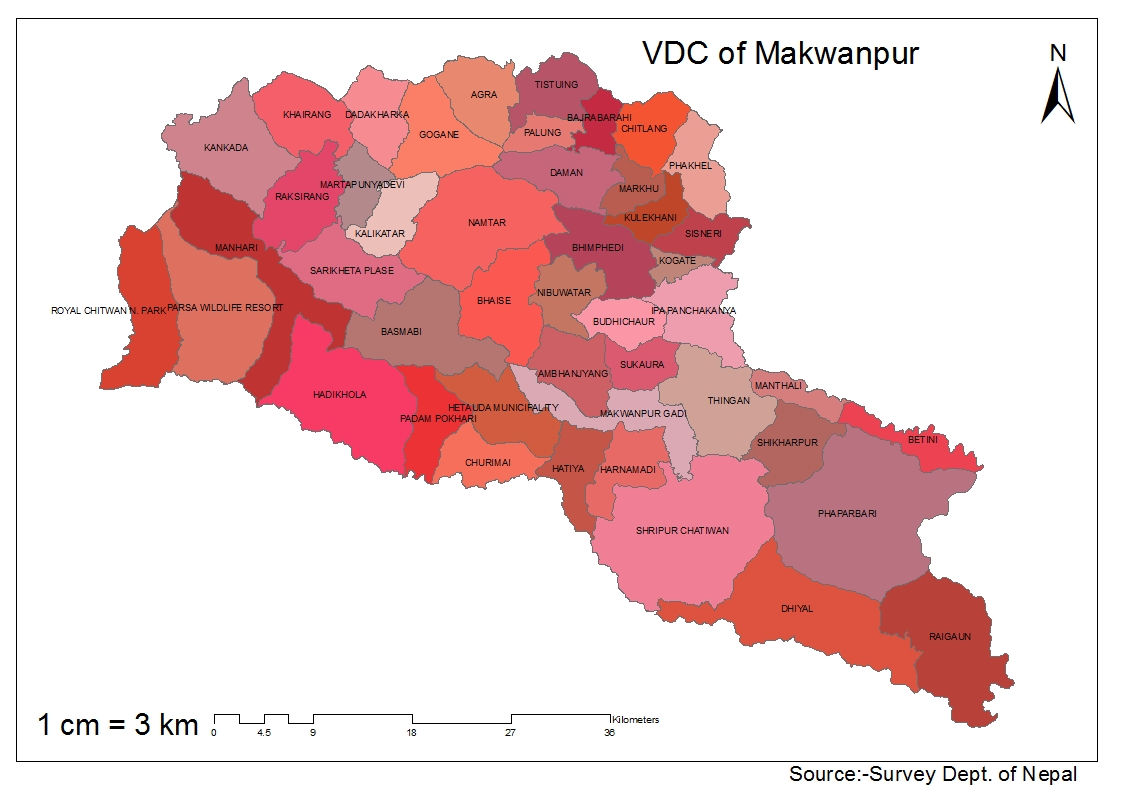 VDC of Makwanpur
N
AGRA
TISTUING
KHAIRANG
DADAKHARKA
GOGANE
PALUNG
BAJRABARAHI
CHITLANG
KANKADA
PHAKHEL
DAMAN
MARTAPUNYADEVI
MARKHU
RAKSIRANG
KULEKHANI
NAMTAR
KALIKATAR
SISNERI
MANHARI
BHIMPHEDI
KOGATE
SARIKHETA PLASE
NIBUWATAR
BHAISE
ROYAL CHITWAN N. PARK
PARSA WILDLIFE RESORT
IPA PANCHAKANYA
BUDHICHAUR
BASMABI
SUKAURA
AMBHANJYANG
MANTHALI
HADIKHOLA
THINGAN
HETAUDA MUNICIPALITY
MAKWANPUR GADI
PADAM POKHARI
BETINI
SHIKHARPUR
CHURIMAI
HATIYA
HARNAMADI
PHAPARBARI
SHRIPUR CHATIWAN
DHIYAL
RAIGAUN
1 cm = 3 km
Kilometers
0 4.5 9 18 27 36
Source:-Survey Dept. of Nepal